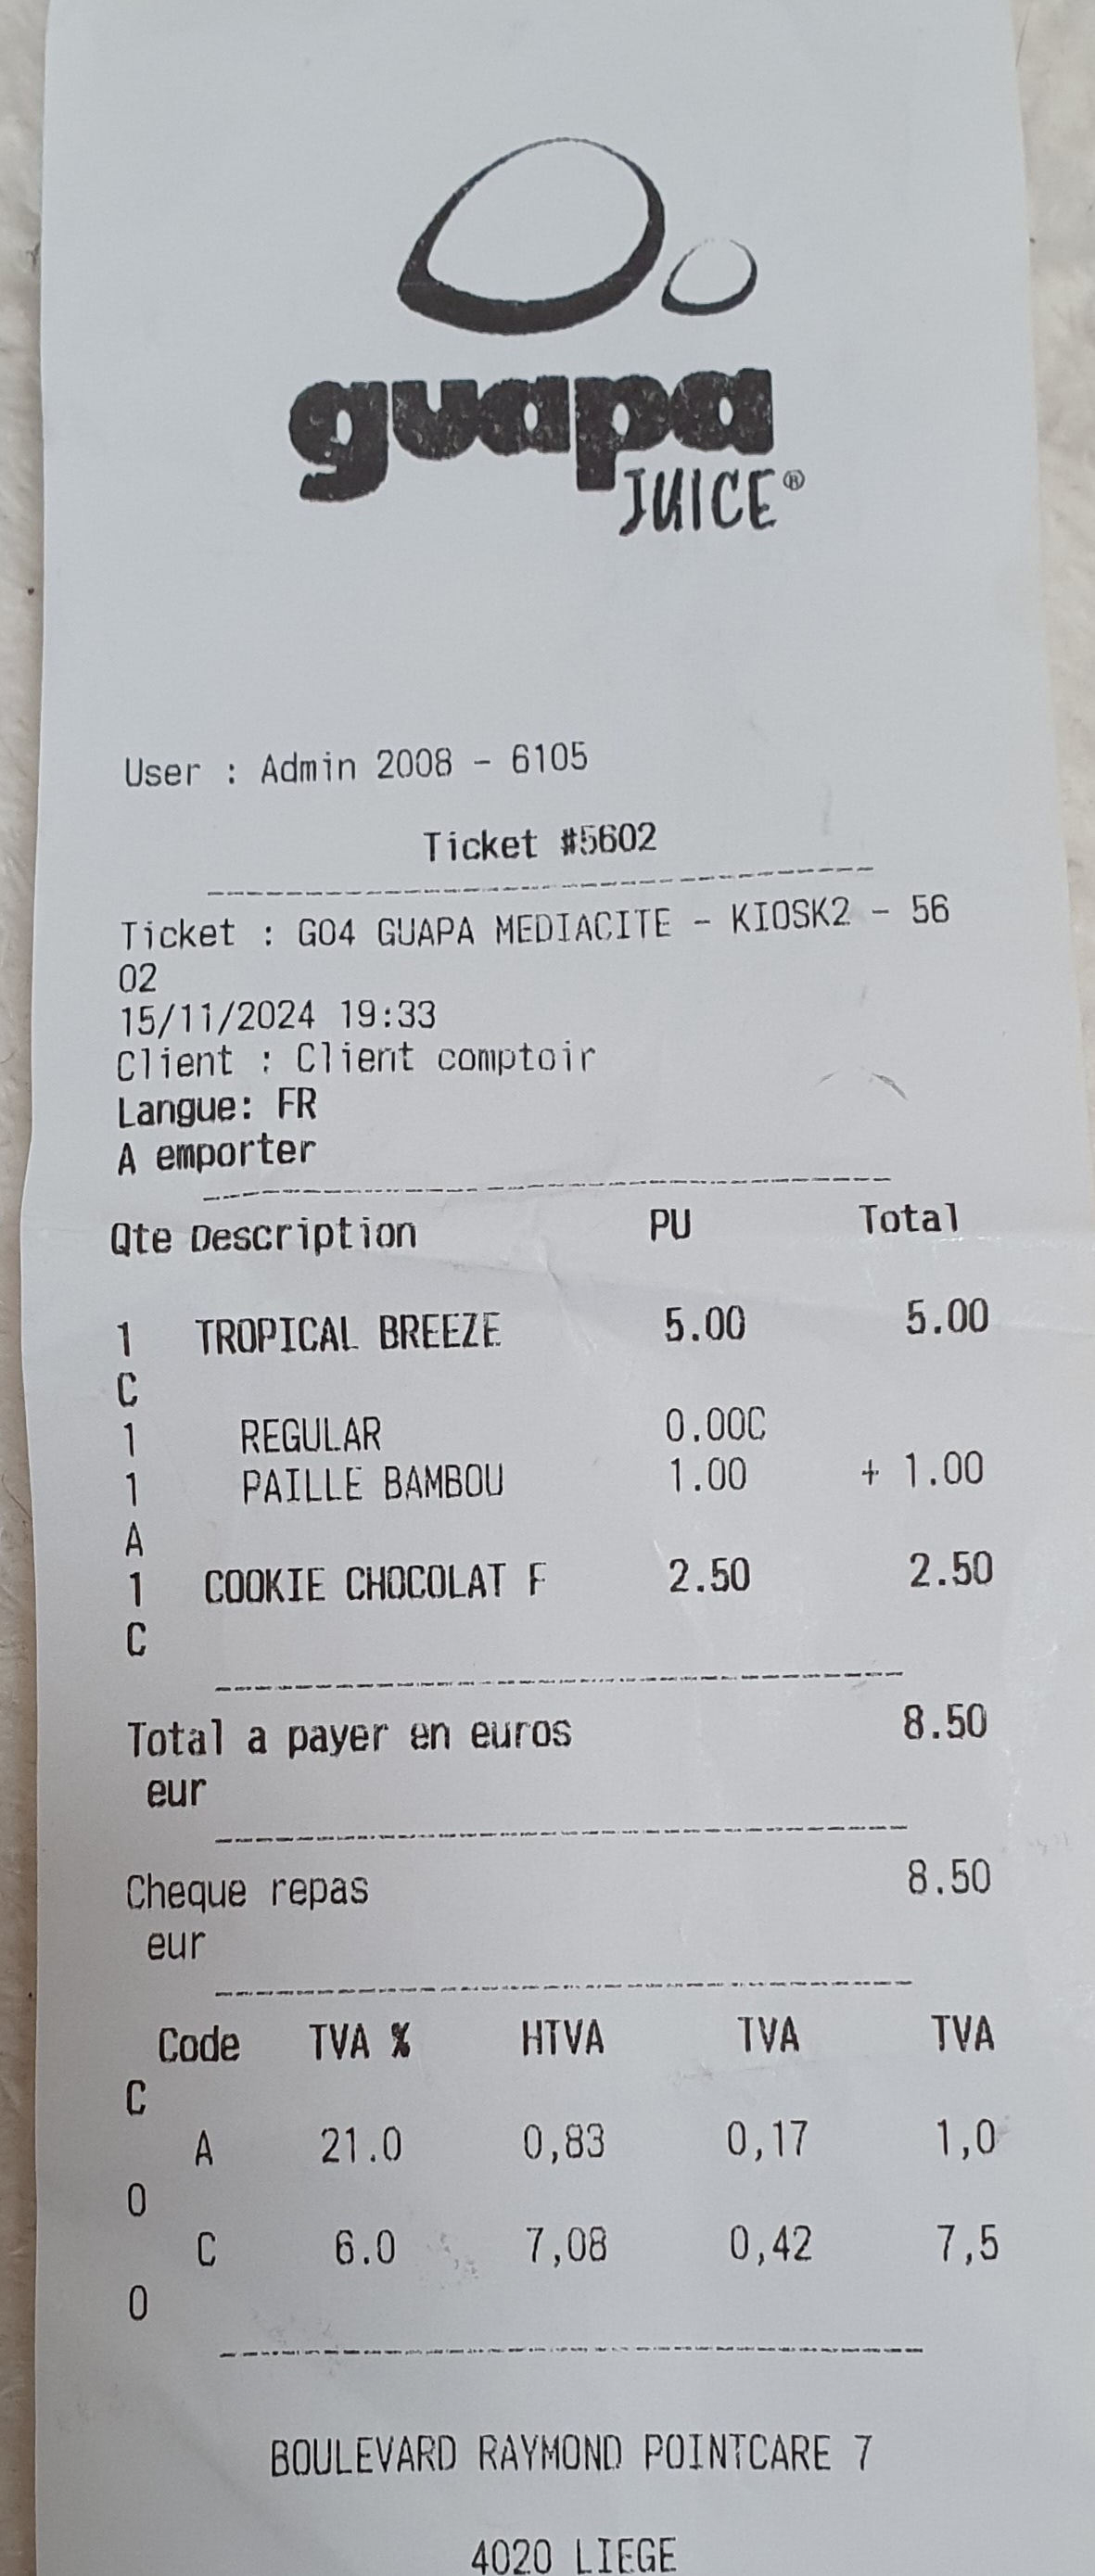 guapa
JUICE®
User : Admin 2008 - 6105
Ticket #5602
Ticket : G04 GUAPA MEDIACITE - KIOSK2 - 56
02
15/11/2024 19:33
Client : Client comptoir
Langue: FR
A emporter
Qte Description PU Total
1 TROPICAL BREEZE 5.00 5.00
C
1 REGULAR 0.00C
1 PAILLE BAMBOU 1.00 + 1.00
A
1 COOKIE CHOCOLAT F 2.50 2.50
C
Total a payer en euros 8.50
eur
Cheque repas 8.50
eur
Code TVA % HTVA TVA TVA
C
A 21.0 0,83 0,17 1,0
0
C 6.0 7,08 0,42 7,5
0
BOULEVARD RAYMOND POINTCARE 7
4020 LIEGE